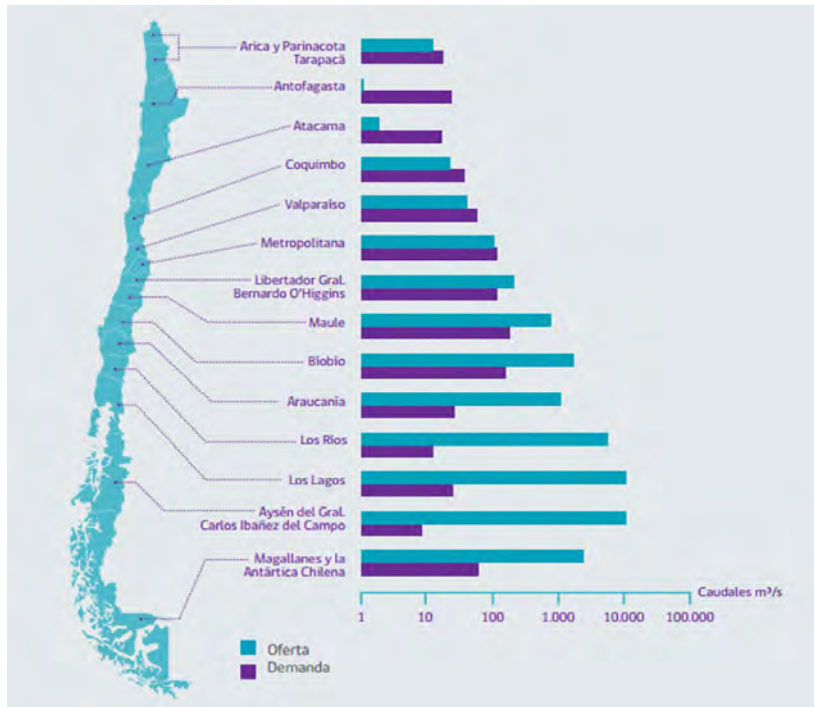 Arica y Parinacota
Tarapacá
Antofagasta
Atacama
Coquimbo
Valparaíso
Metropolitana
Libertador Gral.
Bernardo O'Higgins
Maule
Biobío
Araucanía
Los Ríos
Los Lagos
Aysén del Gral.
Carlos Ibañez del Campo
Magallanes y la
Antártica Chilena
Caudales m³/s
1 10 100 1.000 10.000 100.000
Oferta
Demanda